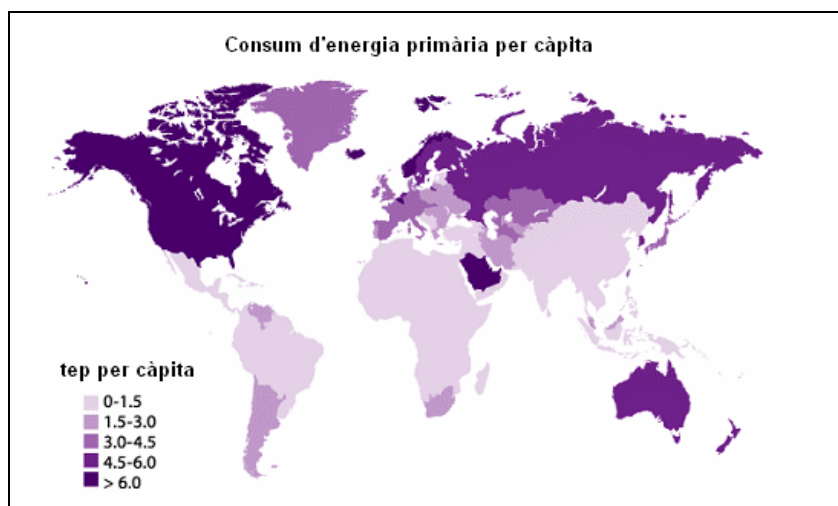 Consum d'energia primària per càpita
tep per càpita
0-1.5
1.5-3.0
3.0-4.5
4.5-6.0
> 6.0